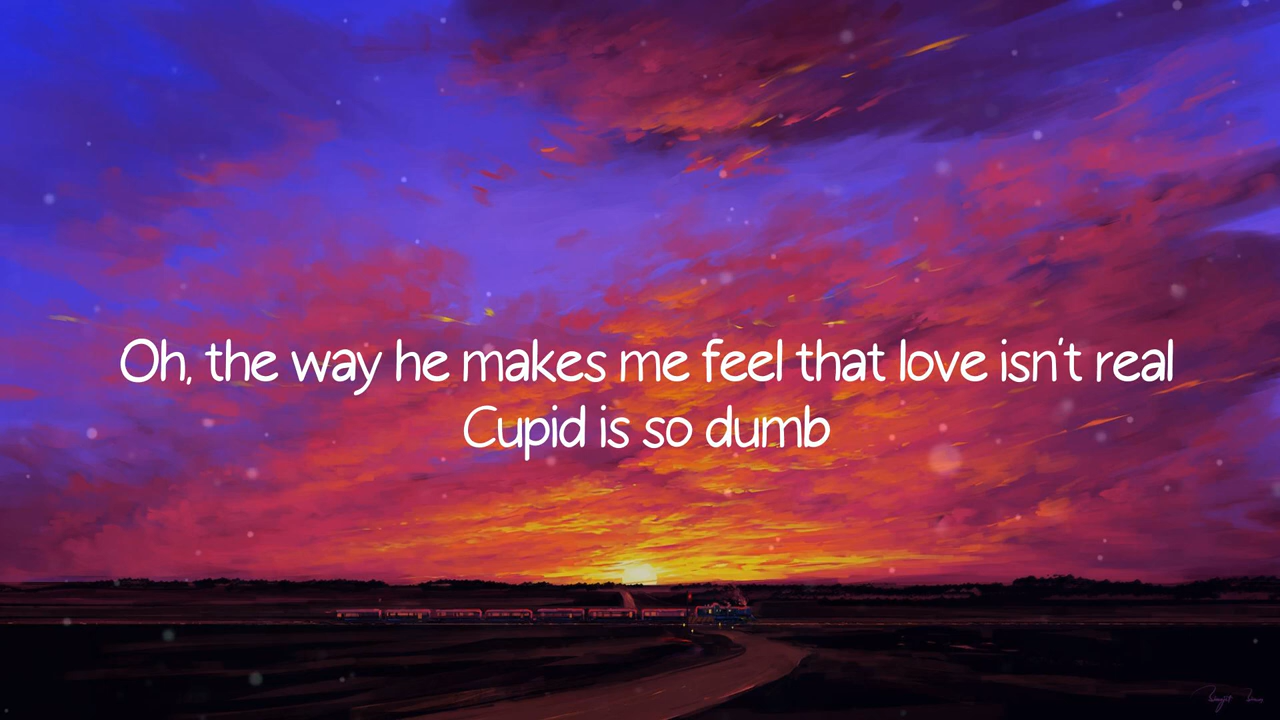 Oh, the way he makes me feel that love isn't real
Cupid is so dumb